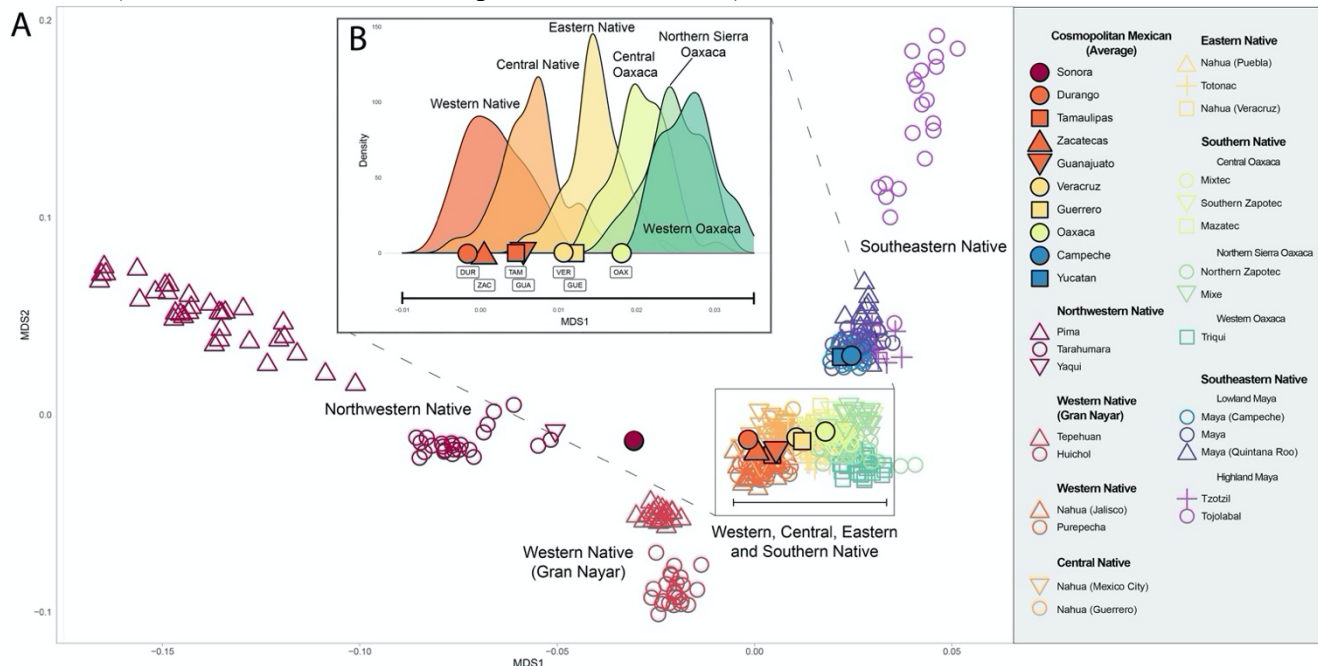 A
0.2
0.1
0.0
−0.1
MDS2
−0.15
−0.10
−0.05
0.00
0.05
MDS1
Northwestern Native
Western Native
(Gran Nayar)
Southeastern Native
Western, Central, Eastern
and Southern Native
B
150
100
50
0
Density
Western Native
Central Native
Eastern Native
Central
Oaxaca
Northern Sierra
Oaxaca
Western Oaxaca
DUR
ZAC
TAM
GUA
VER
GUE
OAX
−0.01
0.00
0.01
0.02
0.03
MDS1
Cosmopolitan Mexican
(Average)
Sonora
Durango
Tamaulipas
Zacatecas
Guanajuato
Veracruz
Guerrero
Oaxaca
Campeche
Yucatan
Northwestern Native
Pima
Tarahumara
Yaqui
Western Native
(Gran Nayar)
Tepehuan
Huichol
Western Native
Nahua (Jalisco)
Purepecha
Central Native
Nahua (Mexico City)
Nahua (Guerrero)
Eastern Native
Nahua (Puebla)
Totonac
Nahua (Veracruz)
Southern Native
Central Oaxaca
Mixtec
Southern Zapotec
Mazatec
Northern Sierra Oaxaca
Northern Zapotec
Mixe
Western Oaxaca
Triqui
Southeastern Native
Lowland Maya
Maya (Campeche)
Maya
Maya (Quintana Roo)
Highland Maya
Tzotzil
Tojolabal